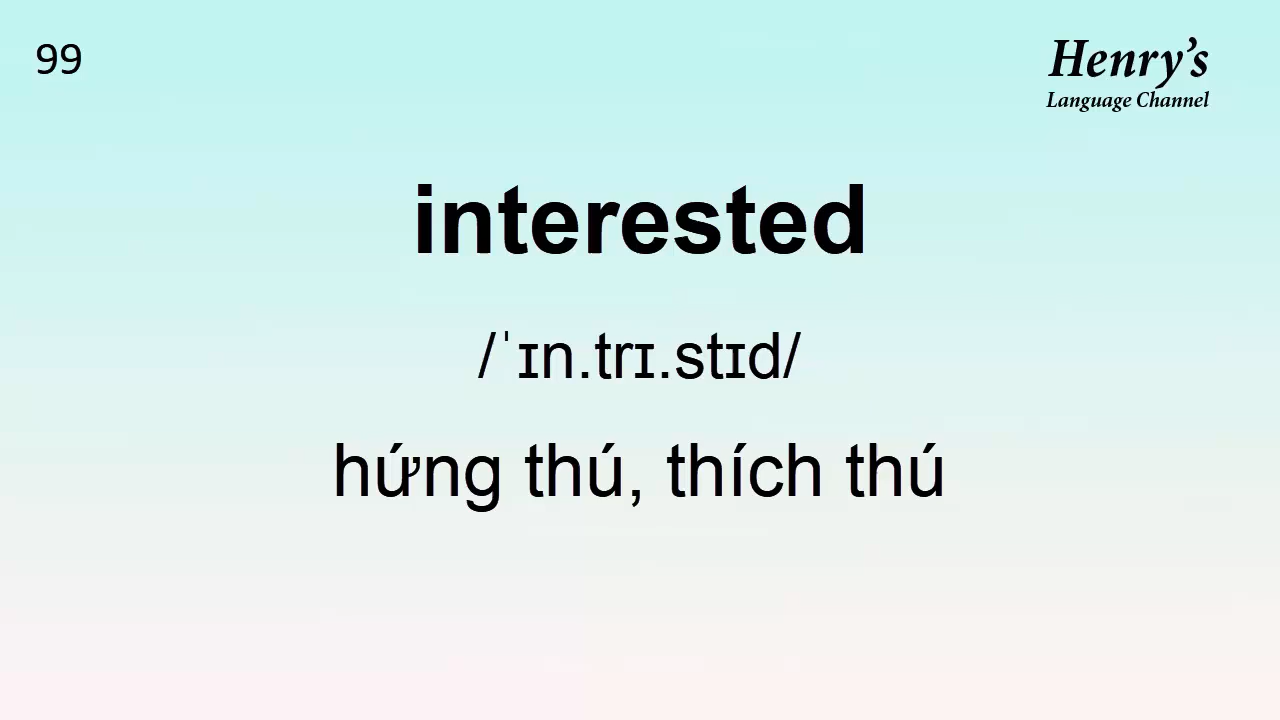 99
Henry’s
Language Channel
interested
/ˈɪn.trɪ.stɪd/
hứng thú, thích thú